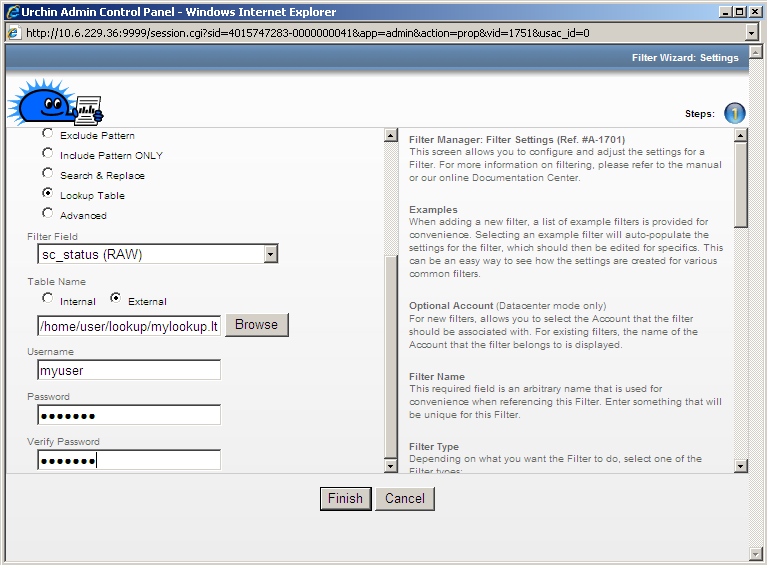 Urchin Admin Control Panel - Windows Internet Explorer
http://10.6.229.36:9999/session.cgi?sid=4015747283-0000000041&app=admin&action=prop&vid=1751&usac_id=0
Filter Wizard: Settings
Steps: 1
Exclude Pattern
Include Pattern ONLY
Search & Replace
Lookup Table
Advanced
Filter Field
sc_status (RAW)
Table Name
Internal External
/home/user/lookup/mylookup.lt Browse
Username
myuser
Password
●●●●●●●
Verify Password
●●●●●●●
Filter Manager: Filter Settings (Ref. #A-1701)
This screen allows you to configure and adjust the settings for a
Filter. For more information on filtering, please refer to the manual
or our online Documentation Center.
Examples
When adding a new filter, a list of example filters is provided for
convenience. Selecting an example filter will auto-populate the
settings for the filter, which should then be edited for specifics. This
can be an easy way to see how the settings are created for various
common filters.
Optional Account (Datacenter mode only)
For new filters, allows you to select the Account that the filter
should be associated with. For existing filters, the name of the
Account that the filter belongs to is displayed.
Filter Name
This required field is an arbitrary name that is used for
convenience when referencing this Filter. Enter something that will
be unique for this Filter.
Filter Type
Depending on what you want the Filter to do, select one of the
Filter types:
Finish Cancel